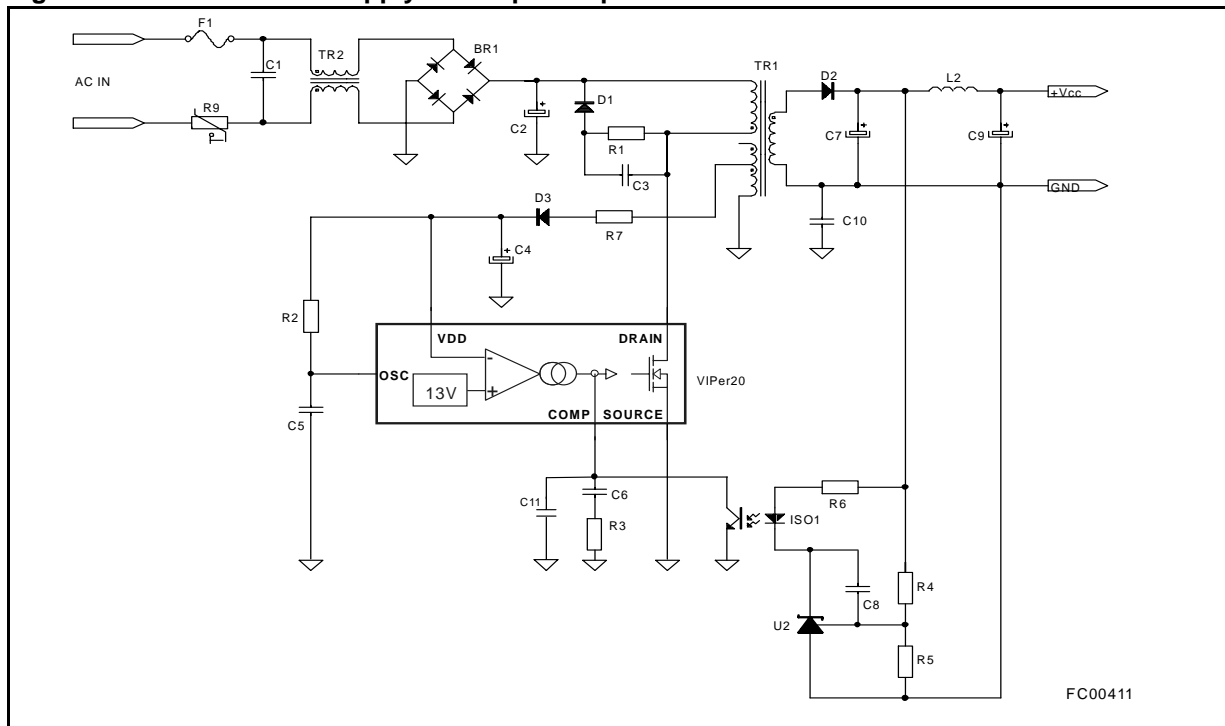 F1
BR1
TR2
C1
AC IN
R9
T
TR1
D2
L2
+Vcc
D1
C2
+
R1
C3
C7
+
C9
+
GND
D3
R7
C4
+
C10
R2
VDD
DRAIN
OSC
-
13V
+
VIPer20
COMP
SOURCE
C5
C11
C6
R3
R6
ISO1
C8
R4
U2
R5
FC00411